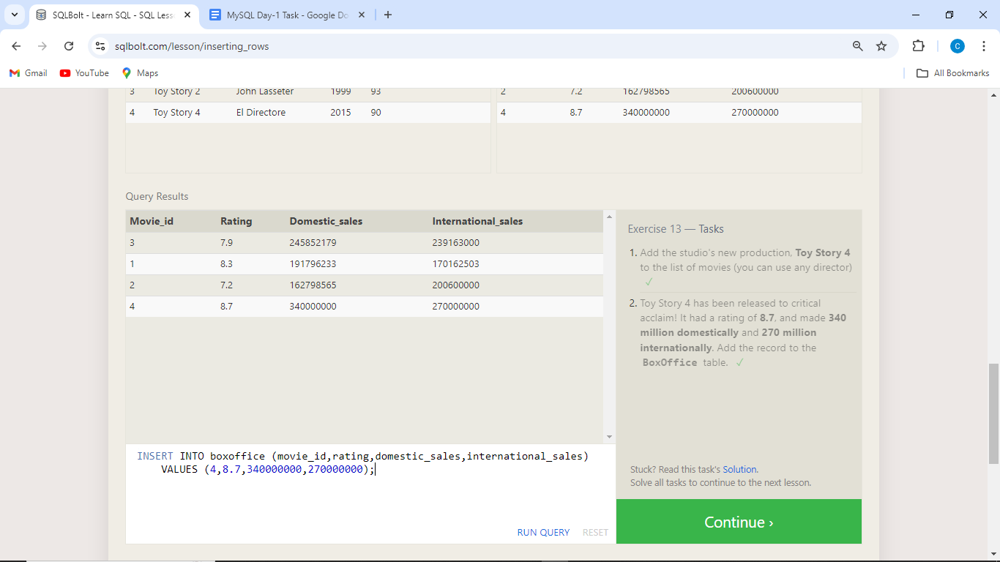 SQLBolt - Learn SQL - SQL Less
MySQL Day-1 Task - Google Do
sqlbolt.com/lesson/inserting_rows
C
Gmail YouTube Maps All Bookmarks
3 Toy Story 2 John Lasseter 1999 93 2 7.2 162798565 200600000
4 Toy Story 4 El Directore 2015 90 4 8.7 340000000 270000000
Query Results
Movie_id Rating Domestic_sales International_sales
3 7.9 245852179 239163000
1 8.3 191796233 170162503
2 7.2 162798565 200600000
4 8.7 340000000 270000000
INSERT INTO boxoffice (movie_id,rating,domestic_sales,international_sales)
VALUES (4,8.7,340000000,270000000);
RUN QUERY RESET
Exercise 13 — Tasks
1. Add the studio's new production, Toy Story 4
to the list of movies (you can use any director)
✓
2. Toy Story 4 has been released to critical
acclaim! It had a rating of 8.7, and made 340
million domestically and 270 million
internationally. Add the record to the
BoxOffice table. ✓
Stuck? Read this task's Solution.
Solve all tasks to continue to the next lesson.
Continue ›